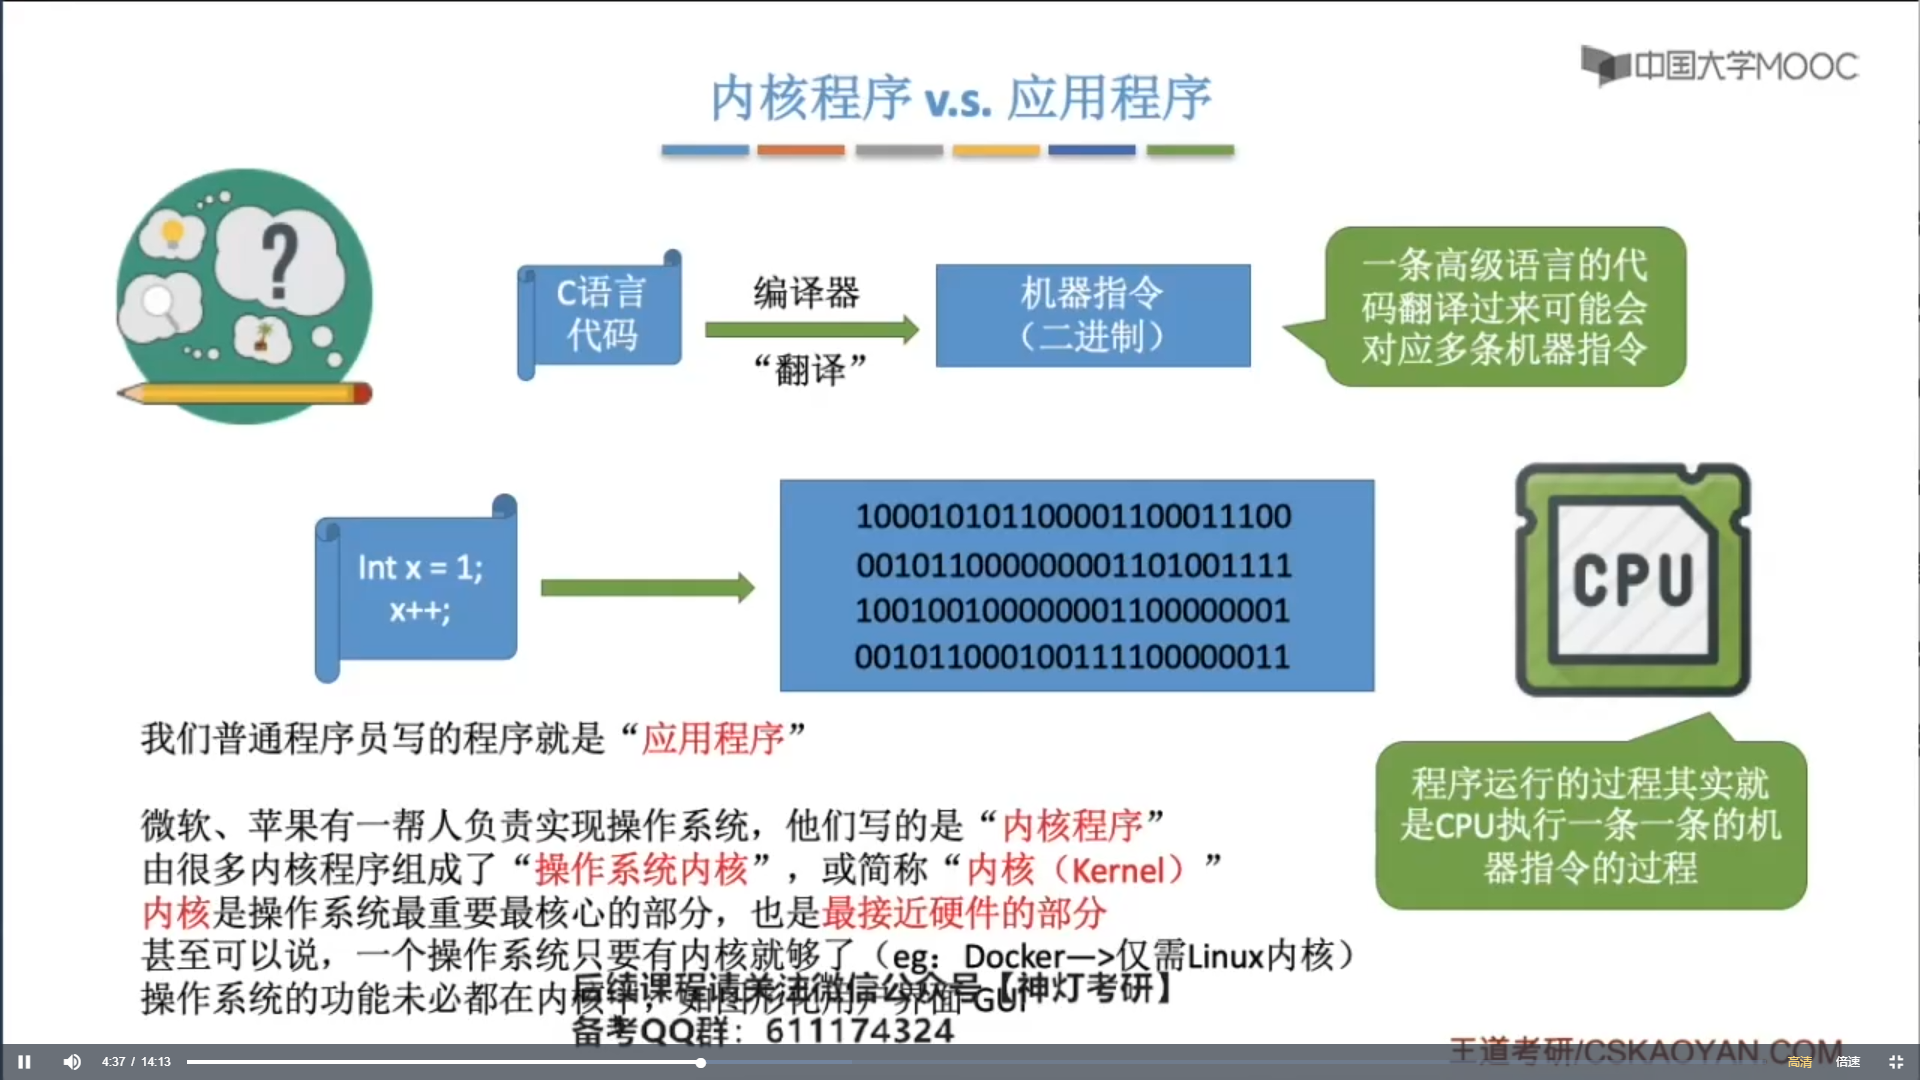 中国大学MOOC
内核程序 v.s. 应用程序
C语言
代码
编译器
“翻译”
机器指令
（二进制）
一条高级语言的代
码翻译过来可能会
对应多条机器指令
?
Int x = 1;
x++;
100010101100001100011100
001011000000001101001111
100100100000001100000001
001011000100111100000011
CPU
我们普通程序员写的程序就是“应用程序”
微软、苹果有一帮人负责实现操作系统，他们写的是“内核程序”
由很多内核程序组成了“操作系统内核”，或简称“内核（Kernel）”
内核是操作系统最重要最核心的部分，也是最接近硬件的部分
甚至可以说，一个操作系统只要有内核就够了（eg：Docker—>仅需Linux内核）
操作系统的功能未必都在内核中，如图形化用户界面 GUI
程序运行的过程其实就
是CPU执行一条一条的机
器指令的过程
后续课程请关注微信公众号【神灯考研】
备考QQ群：611174324
王道考研/CSKAOYAN.COM
4:37 / 14:13
高清
倍速